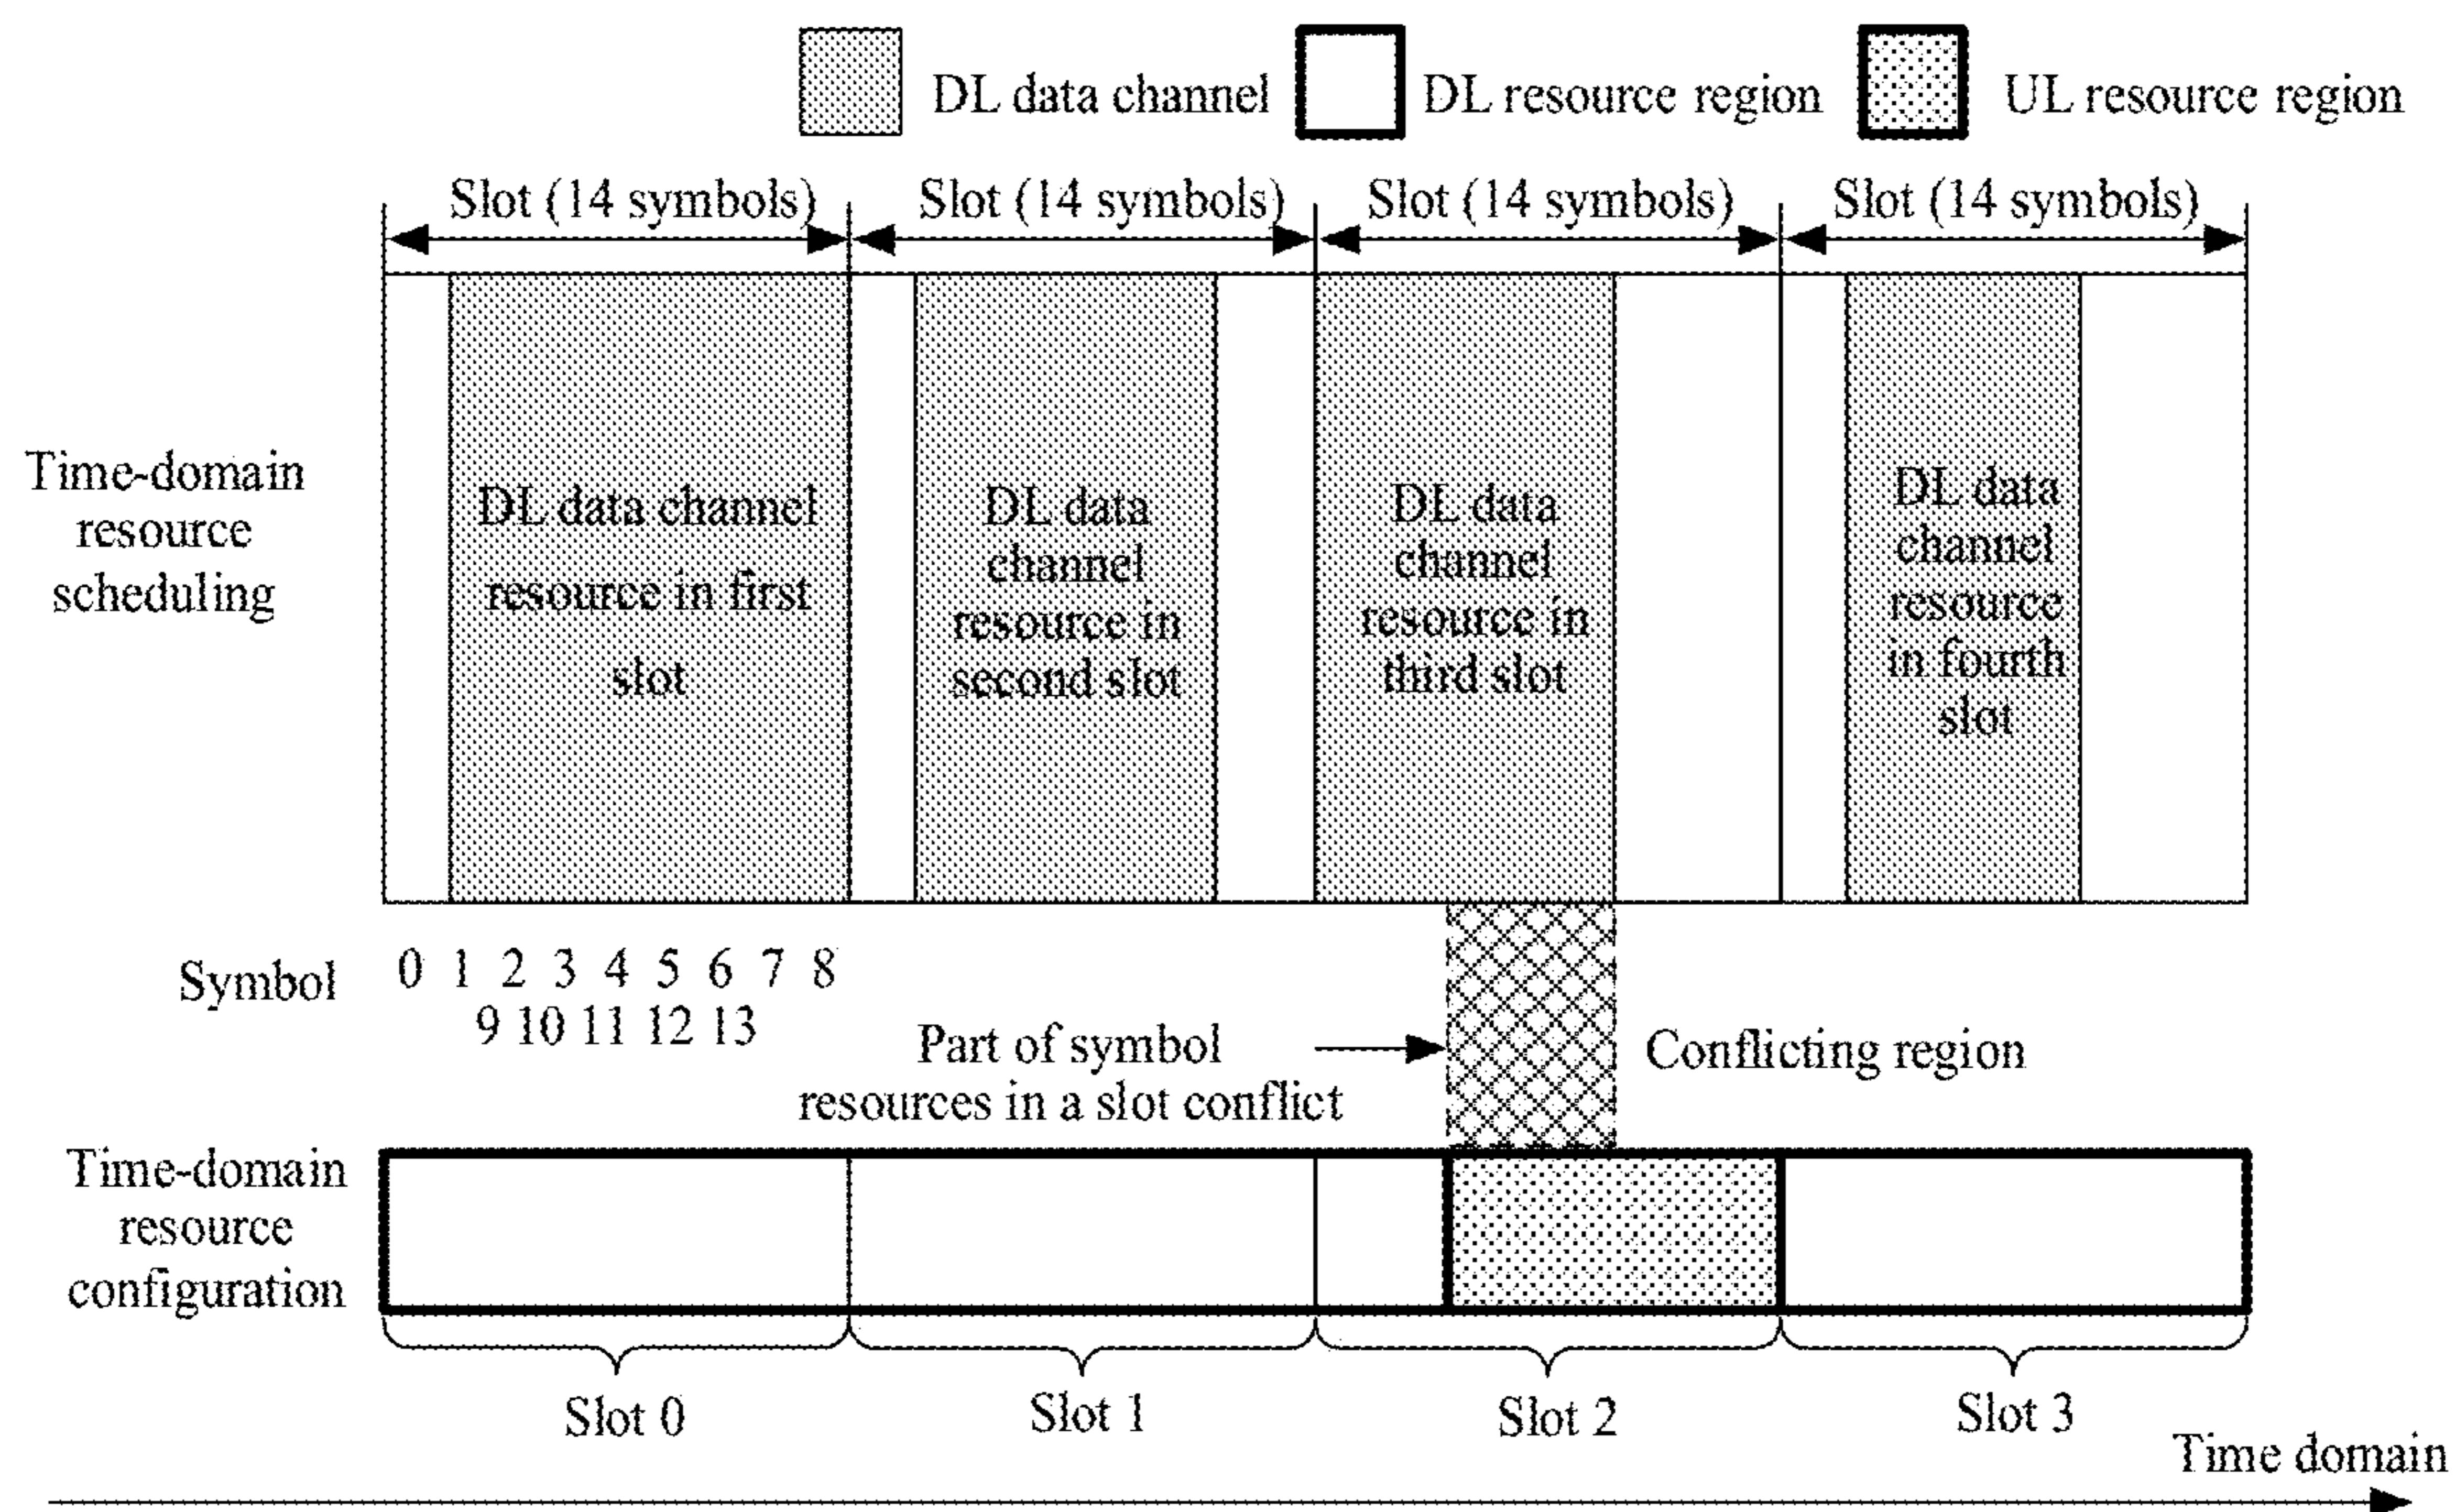 DL data channel
DL resource region
UL resource region
Slot (14 symbols)
Slot (14 symbols)
Slot (14 symbols)
Slot (14 symbols)
Time-domain
resource
scheduling
DL data channel
resource in first
slot
DL data
channel
resource in
second slot
DL data
channel
resource in
third slot
DL data
channel
resource
in fourth
slot
Symbol
0 1 2 3 4 5 6 7 8
9 10 11 12 13
Part of symbol
resources in a slot conflict
Conflicting region
Time-domain
resource
configuration
Slot 0
Slot 1
Slot 2
Slot 3
Time domain